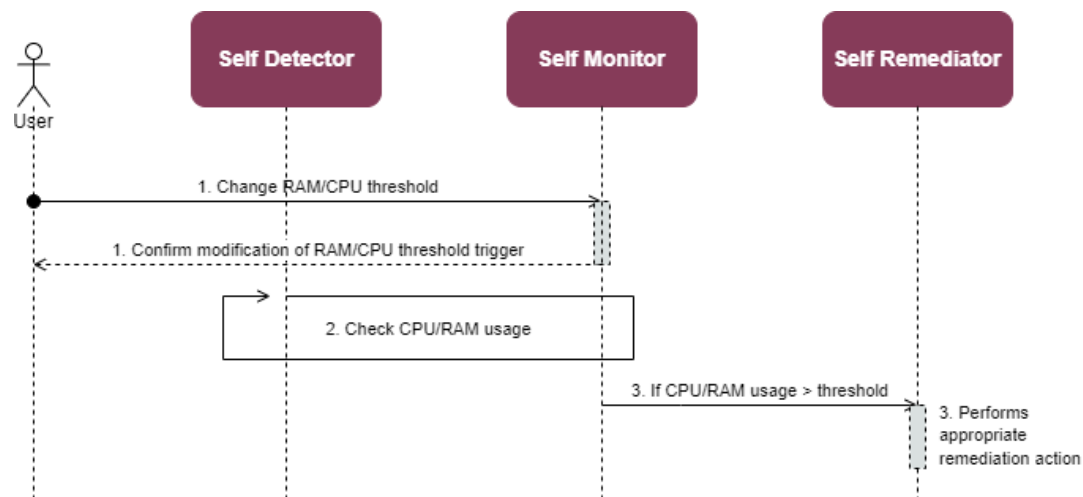 Self Detector
Self Monitor
Self Remediator
User
1. Change RAM/CPU threshold
1. Confirm modification of RAM/CPU threshold trigger
2. Check CPU/RAM usage
3. If CPU/RAM usage > threshold
3. Performs
appropriate
remediation action